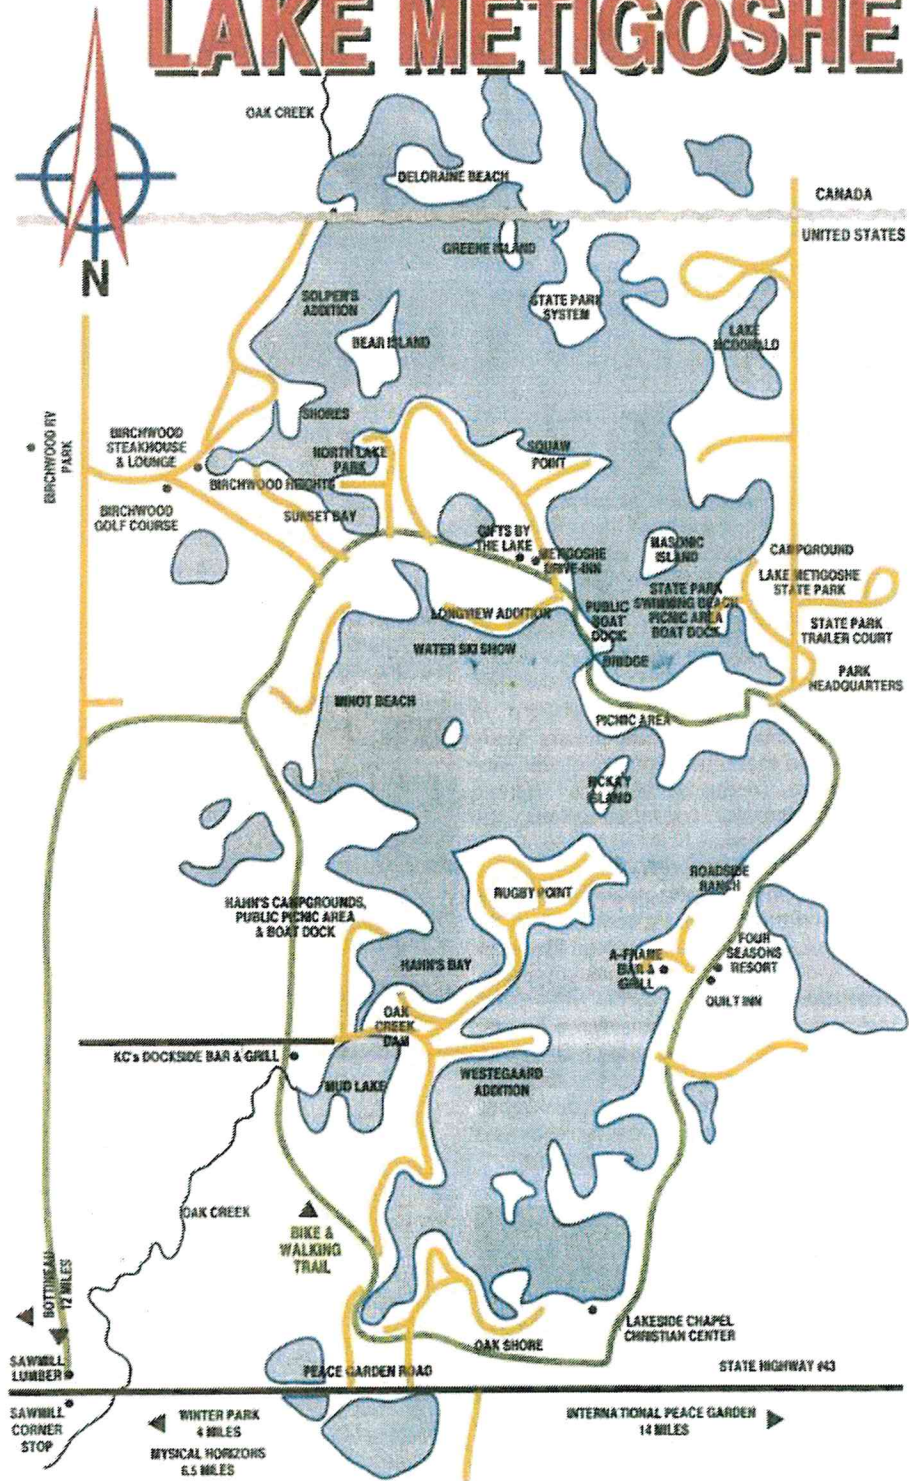 LAKE METIGOSHE
OAK CREEK
DELORAINE BEACH
CANADA
UNITED STATES
N
GREENE ISLAND
SOLPER'S
ADDITION
STATE PARK
SYSTEM
BEAR ISLAND
LAKE
MCDONALD
SHORES
BIRCHWOOD RV
PARK
BIRCHWOOD
STEAKHOUSE
& LOUNGE
NORTH LAKE
PARK
SQUAW
POINT
BIRCHWOOD HEIGHTS
BIRCHWOOD
GOLF COURSE
SUNSET BAY
GIFTS BY
THE LAKE
METIGOSHE
DRIVE-INN
MASONIC
ISLAND
CAMPGROUND
LAKE METIGOSHE
STATE PARK
STATE PARK
SWIMMING BEACH
PICNIC AREA
BOAT DOCK
PUBLIC
BOAT
DOCK
LONGVIEW ADDITION
STATE PARK
TRAILER COURT
WATER SKI SHOW
BRIDGE
PARK
HEADQUARTERS
MINOT BEACH
PICNIC AREA
MCKAY
ISLAND
ROADSIDE
RANCH
RUGBY POINT
HAHN'S CAMPGROUNDS,
PUBLIC PICNIC AREA
& BOAT DOCK
HAHN'S BAY
A-FRAME
BAR &
GRILL
FOUR
SEASONS
RESORT
QUILT INN
OAK
CREEK
DAM
KC's DOCKSIDE BAR & GRILL
MUD LAKE
WESTEGAARD
ADDITION
OAK CREEK
BIKE &
WALKING
TRAIL
BOTTINEAU
12 MILES
LAKESIDE CHAPEL
CHRISTIAN CENTER
OAK SHORE
SAWMILL
LUMBER
PEACE GARDEN ROAD
STATE HIGHWAY #43
SAWMILL
CORNER
STOP
WINTER PARK
4 MILES
MYSICAL HORIZONS
6.5 MILES
INTERNATIONAL PEACE GARDEN
14 MILES